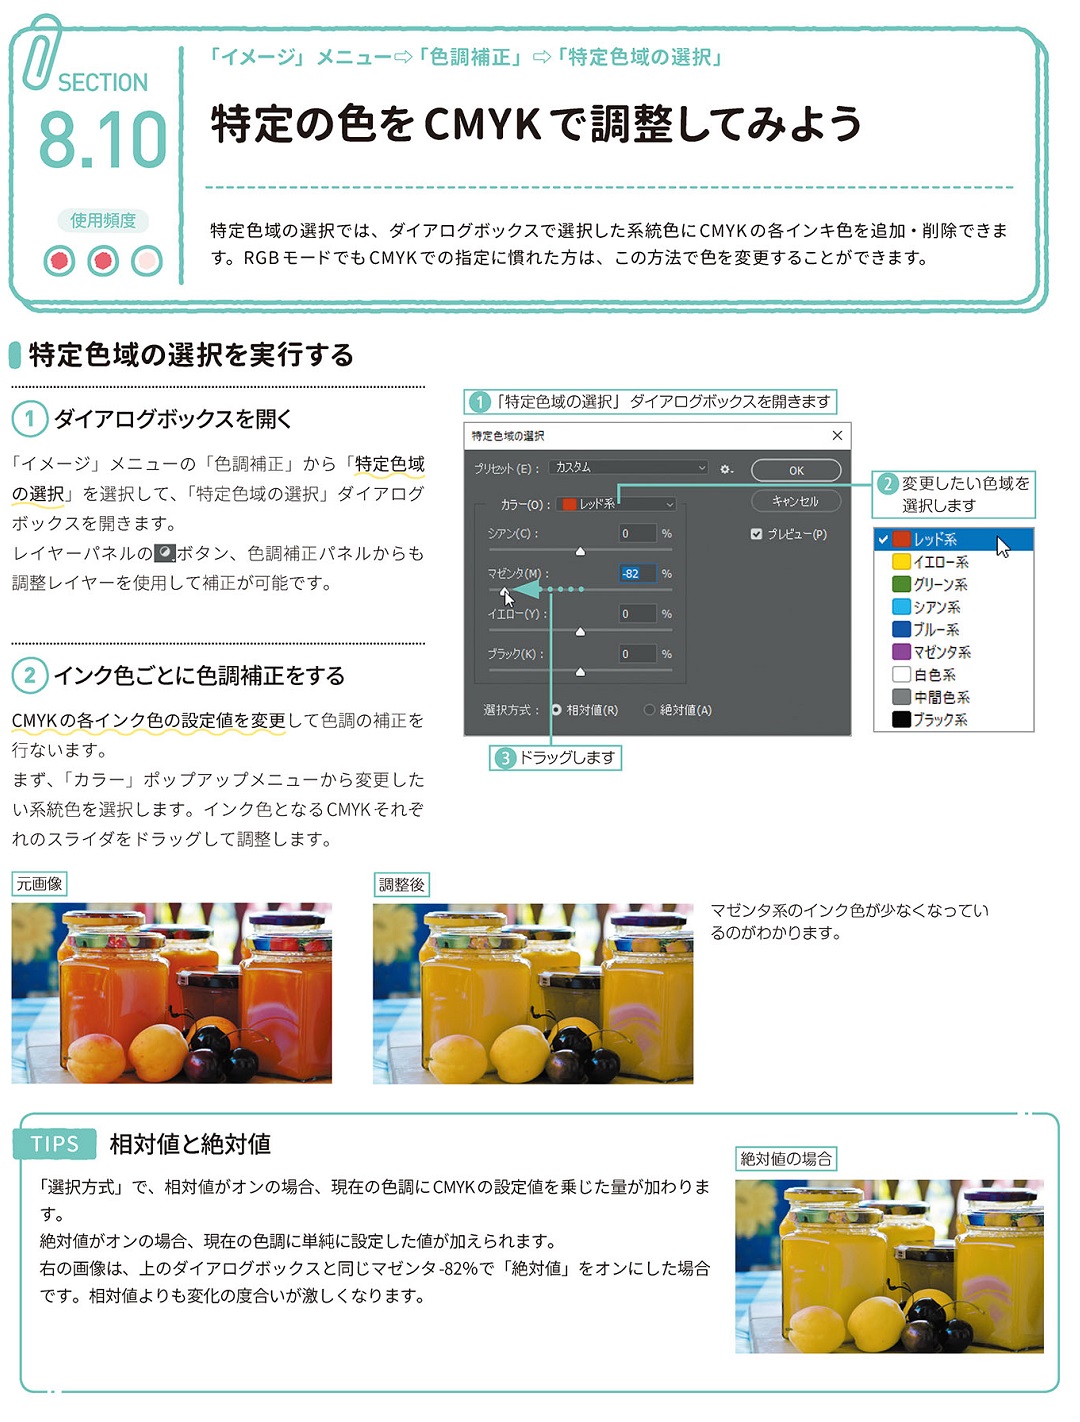 SECTION
8.10
使用頻度
「イメージ」メニュー⇨「色調補正」⇨「特定色域の選択」
特定の色をCMYKで調整してみよう
特定色域の選択では、ダイアログボックスで選択した系統色にCMYKの各インキ色を追加・削除できま
す。RGBモードでもCMYKでの指定に慣れた方は、この方法で色を変更することができます。
特定色域の選択を実行する
1 ダイアログボックスを開く
「イメージ」メニューの「色調補正」から「特定色域
の選択」を選択して、「特定色域の選択」ダイアログ
ボックスを開きます。
レイヤーパネルの ボタン、色調補正パネルからも
調整レイヤーを使用して補正が可能です。
2 インク色ごとに色調補正をする
CMYKの各インク色の設定値を変更して色調の補正を
行ないます。
まず、「カラー」ポップアップメニューから変更した
い系統色を選択します。インク色となるCMYKそれぞ
れのスライダをドラッグして調整します。
1 「特定色域の選択」ダイアログボックスを開きます
特定色域の選択
プリセット(E): カスタム
OK
カラー(O): レッド系
キャンセル
シアン(C): 0 %
プレビュー(P)
マゼンタ(M): -82 %
イエロー(Y): 0 %
ブラック(K): 0 %
選択方式: 相対値(R) 絶対値(A)
3 ドラッグします
2 変更したい色域を
選択します
レッド系
イエロー系
グリーン系
シアン系
ブルー系
マゼンタ系
白色系
中間色系
ブラック系
元画像
調整後
マゼンタ系のインク色が少なくなってい
るのがわかります。
TIPS 相対値と絶対値
「選択方式」で、相対値がオンの場合、現在の色調にCMYKの設定値を乗じた量が加わりま
す。
絶対値がオンの場合、現在の色調に単純に設定した値が加えられます。
右の画像は、上のダイアログボックスと同じマゼンタ-82%で「絶対値」をオンにした場合
です。相対値よりも変化の度合いが激しくなります。
絶対値の場合